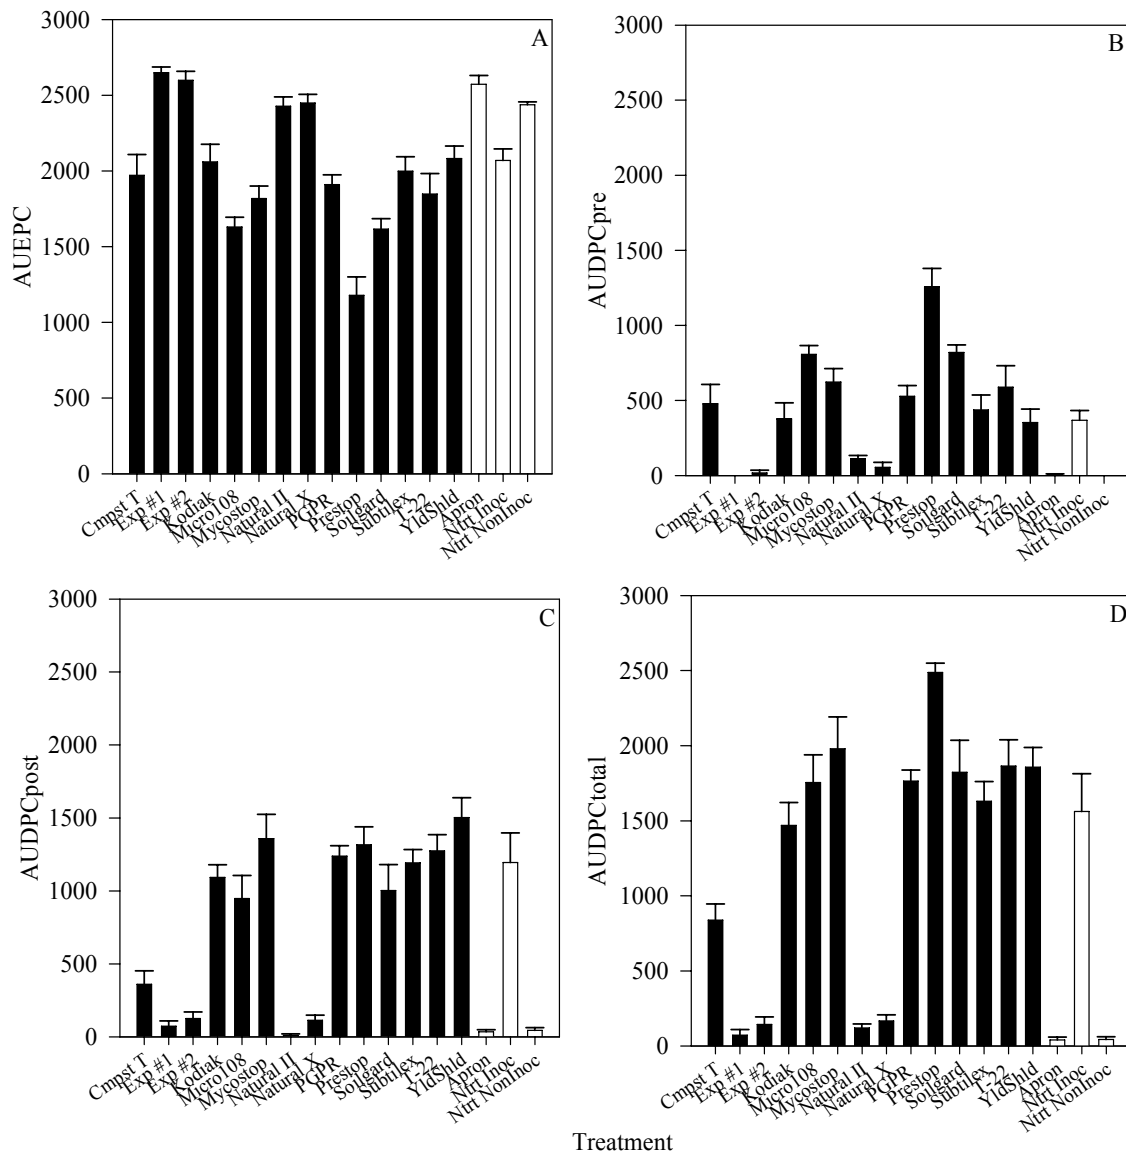 A
AUEPC
3000
2500
2000
1500
1000
500
0
Cmpst T
Exp #1
Exp #2
Kodiak
Micro108
Mycostop
Natural II
Natural X
PGPR
Prestop
Soilgard
Subtilex
T-22
YldShld
Apron
Ntrt Inoc
Ntrt NonInoc
B
AUDPCpre
3000
2500
2000
1500
1000
500
0
Cmpst T
Exp #1
Exp #2
Kodiak
Micro108
Mycostop
Natural II
Natural X
PGPR
Prestop
Soilgard
Subtilex
T-22
YldShld
Apron
Ntrt Inoc
Ntrt NonInoc
C
AUDPCpost
3000
2500
2000
1500
1000
500
0
Cmpst T
Exp #1
Exp #2
Kodiak
Micro108
Mycostop
Natural II
Natural X
PGPR
Prestop
Soilgard
Subtilex
T-22
YldShld
Apron
Ntrt Inoc
Ntrt NonInoc
D
AUDPCtotal
3000
2500
2000
1500
1000
500
0
Cmpst T
Exp #1
Exp #2
Kodiak
Micro108
Mycostop
Natural II
Natural X
PGPR
Prestop
Soilgard
Subtilex
T-22
YldShld
Apron
Ntrt Inoc
Ntrt NonInoc
Treatment